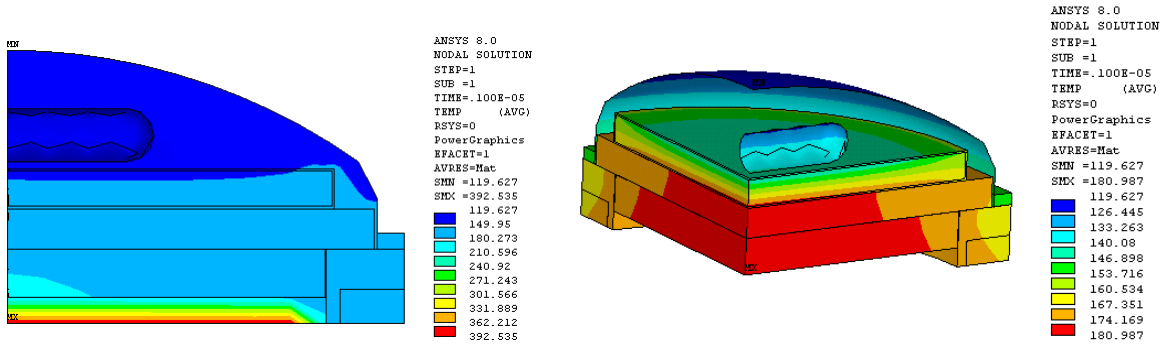 MN
MX
ANSYS 8.0
NODAL SOLUTION
STEP=1
SUB =1
TIME=.100E-05
TEMP (AVG)
RSYS=0
PowerGraphics
EFACET=1
AVRES=Mat
SMN =119.627
SMX =392.535
119.627
149.95
180.273
210.596
240.92
271.243
301.566
331.889
362.212
392.535
MX
ANSYS 8.0
NODAL SOLUTION
STEP=1
SUB =1
TIME=.100E-05
TEMP (AVG)
RSYS=0
PowerGraphics
EFACET=1
AVRES=Mat
SMN =119.627
SMX =180.987
119.627
126.445
133.263
140.08
146.898
153.716
160.534
167.351
174.169
180.987